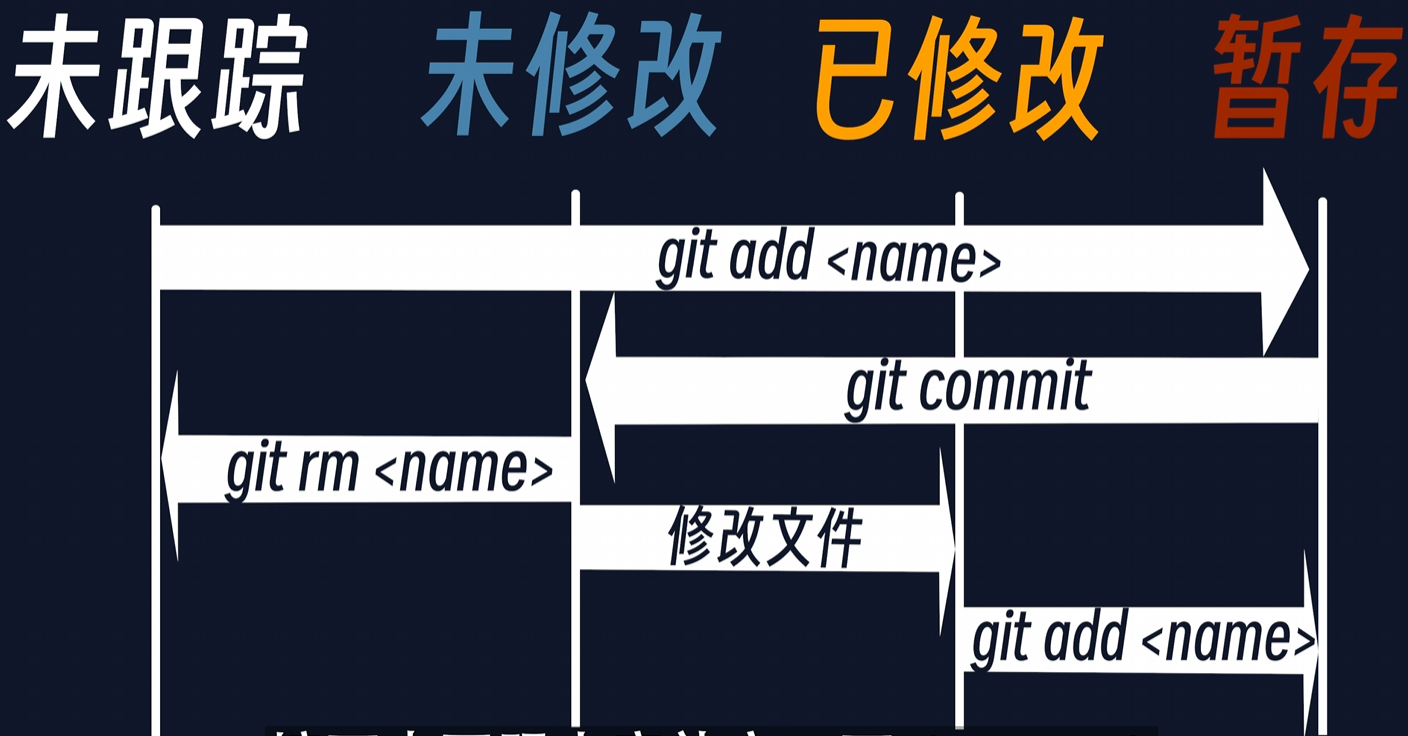 未跟踪 未修改 已修改 暂存
git add <name>
git commit
git rm <name>
修改文件
git add <name>